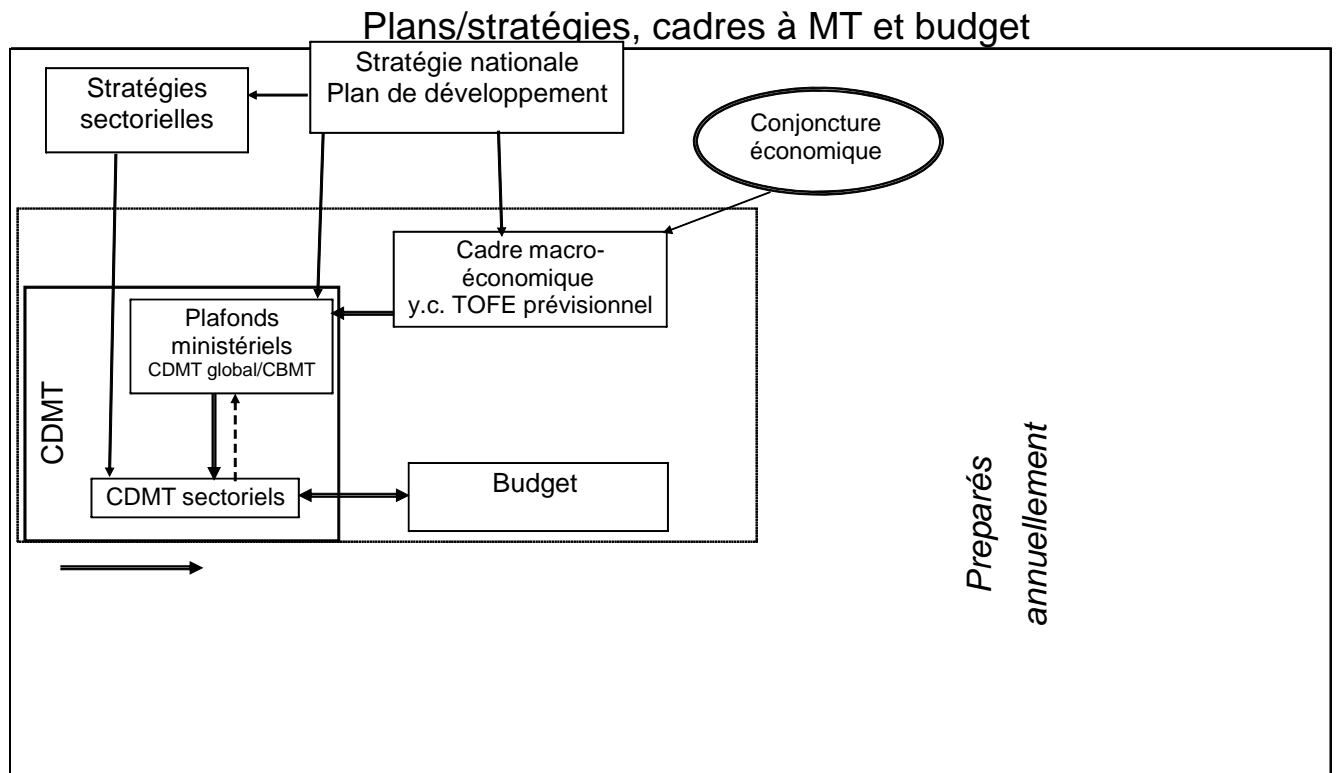 Plans/stratégies, cadres à MT et budget
Stratégie nationale
Plan de développement
Stratégies
sectorielles
Conjoncture
économique
Cadre macro-
économique
y.c. TOFE prévisionnel
Plafonds
ministériels
CDMT global/CBMT
CDMT
CDMT sectoriels
Budget
Preparés
annuellement